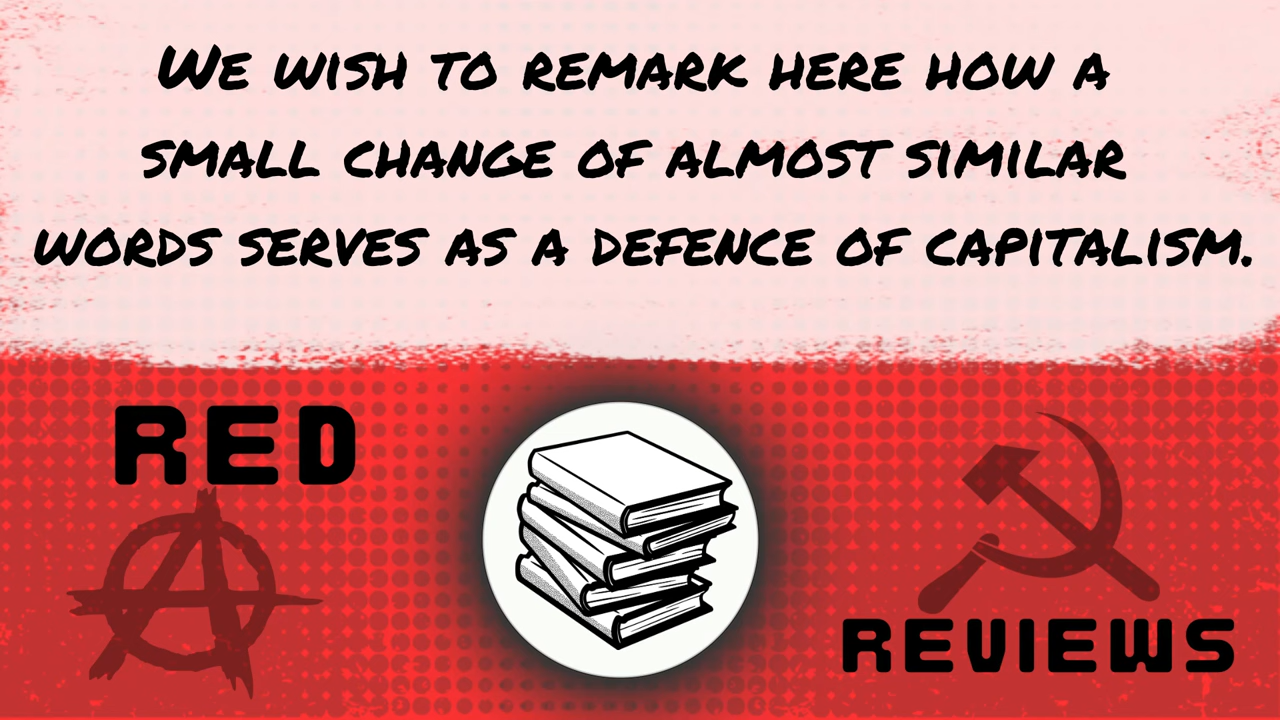 We wish to remark here how a
small change of almost similar
words serves as a defence of capitalism.
RED
REVIEWS